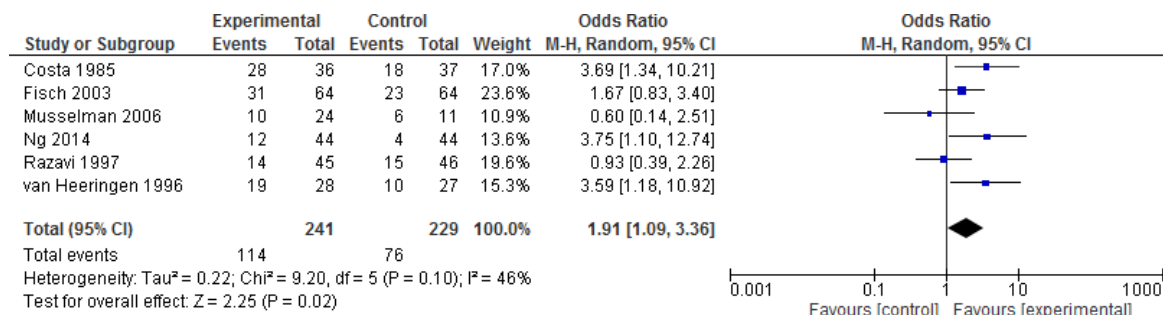 Experimental Control Odds Ratio Odds Ratio
Study or Subgroup Events Total Events Total Weight M-H, Random, 95% CI M-H, Random, 95% CI
Costa 1985 28 36 18 37 17.0% 3.69 [1.34, 10.21]
Fisch 2003 31 64 23 64 23.6% 1.67 [0.83, 3.40]
Musselman 2006 10 24 6 11 10.9% 0.60 [0.14, 2.51]
Ng 2014 12 44 4 44 13.6% 3.75 [1.10, 12.74]
Razavi 1997 14 45 15 46 19.6% 0.93 [0.39, 2.26]
van Heeringen 1996 19 28 10 27 15.3% 3.59 [1.18, 10.92]
Total (95% CI) 241 229 100.0% 1.91 [1.09, 3.36]
Total events 114 76
Heterogeneity: Tau² = 0.22; Chi² = 9.20, df = 5 (P = 0.10); I² = 46%
Test for overall effect: Z = 2.25 (P = 0.02)
0.001 0.1 1 10 1000
Favours [control] Favours [experimental]